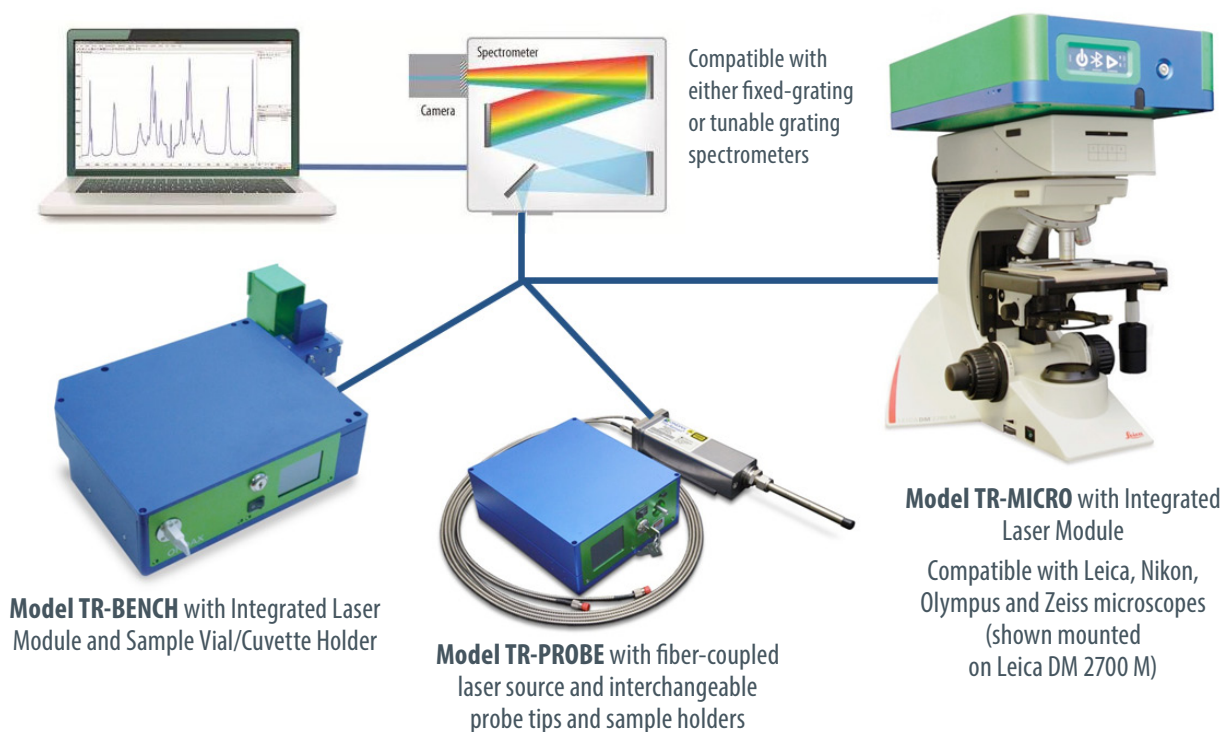 Spectrometer
Camera
Compatible with
either fixed-grating
or tunable grating
spectrometers
Leica
Model TR-BENCH with Integrated Laser
Module and Sample Vial/Cuvette Holder
Model TR-PROBE with fiber-coupled
laser source and interchangeable
probe tips and sample holders
Model TR-MICRO with Integrated
Laser Module
Compatible with Leica, Nikon,
Olympus and Zeiss microscopes
(shown mounted
on Leica DM 2700 M)